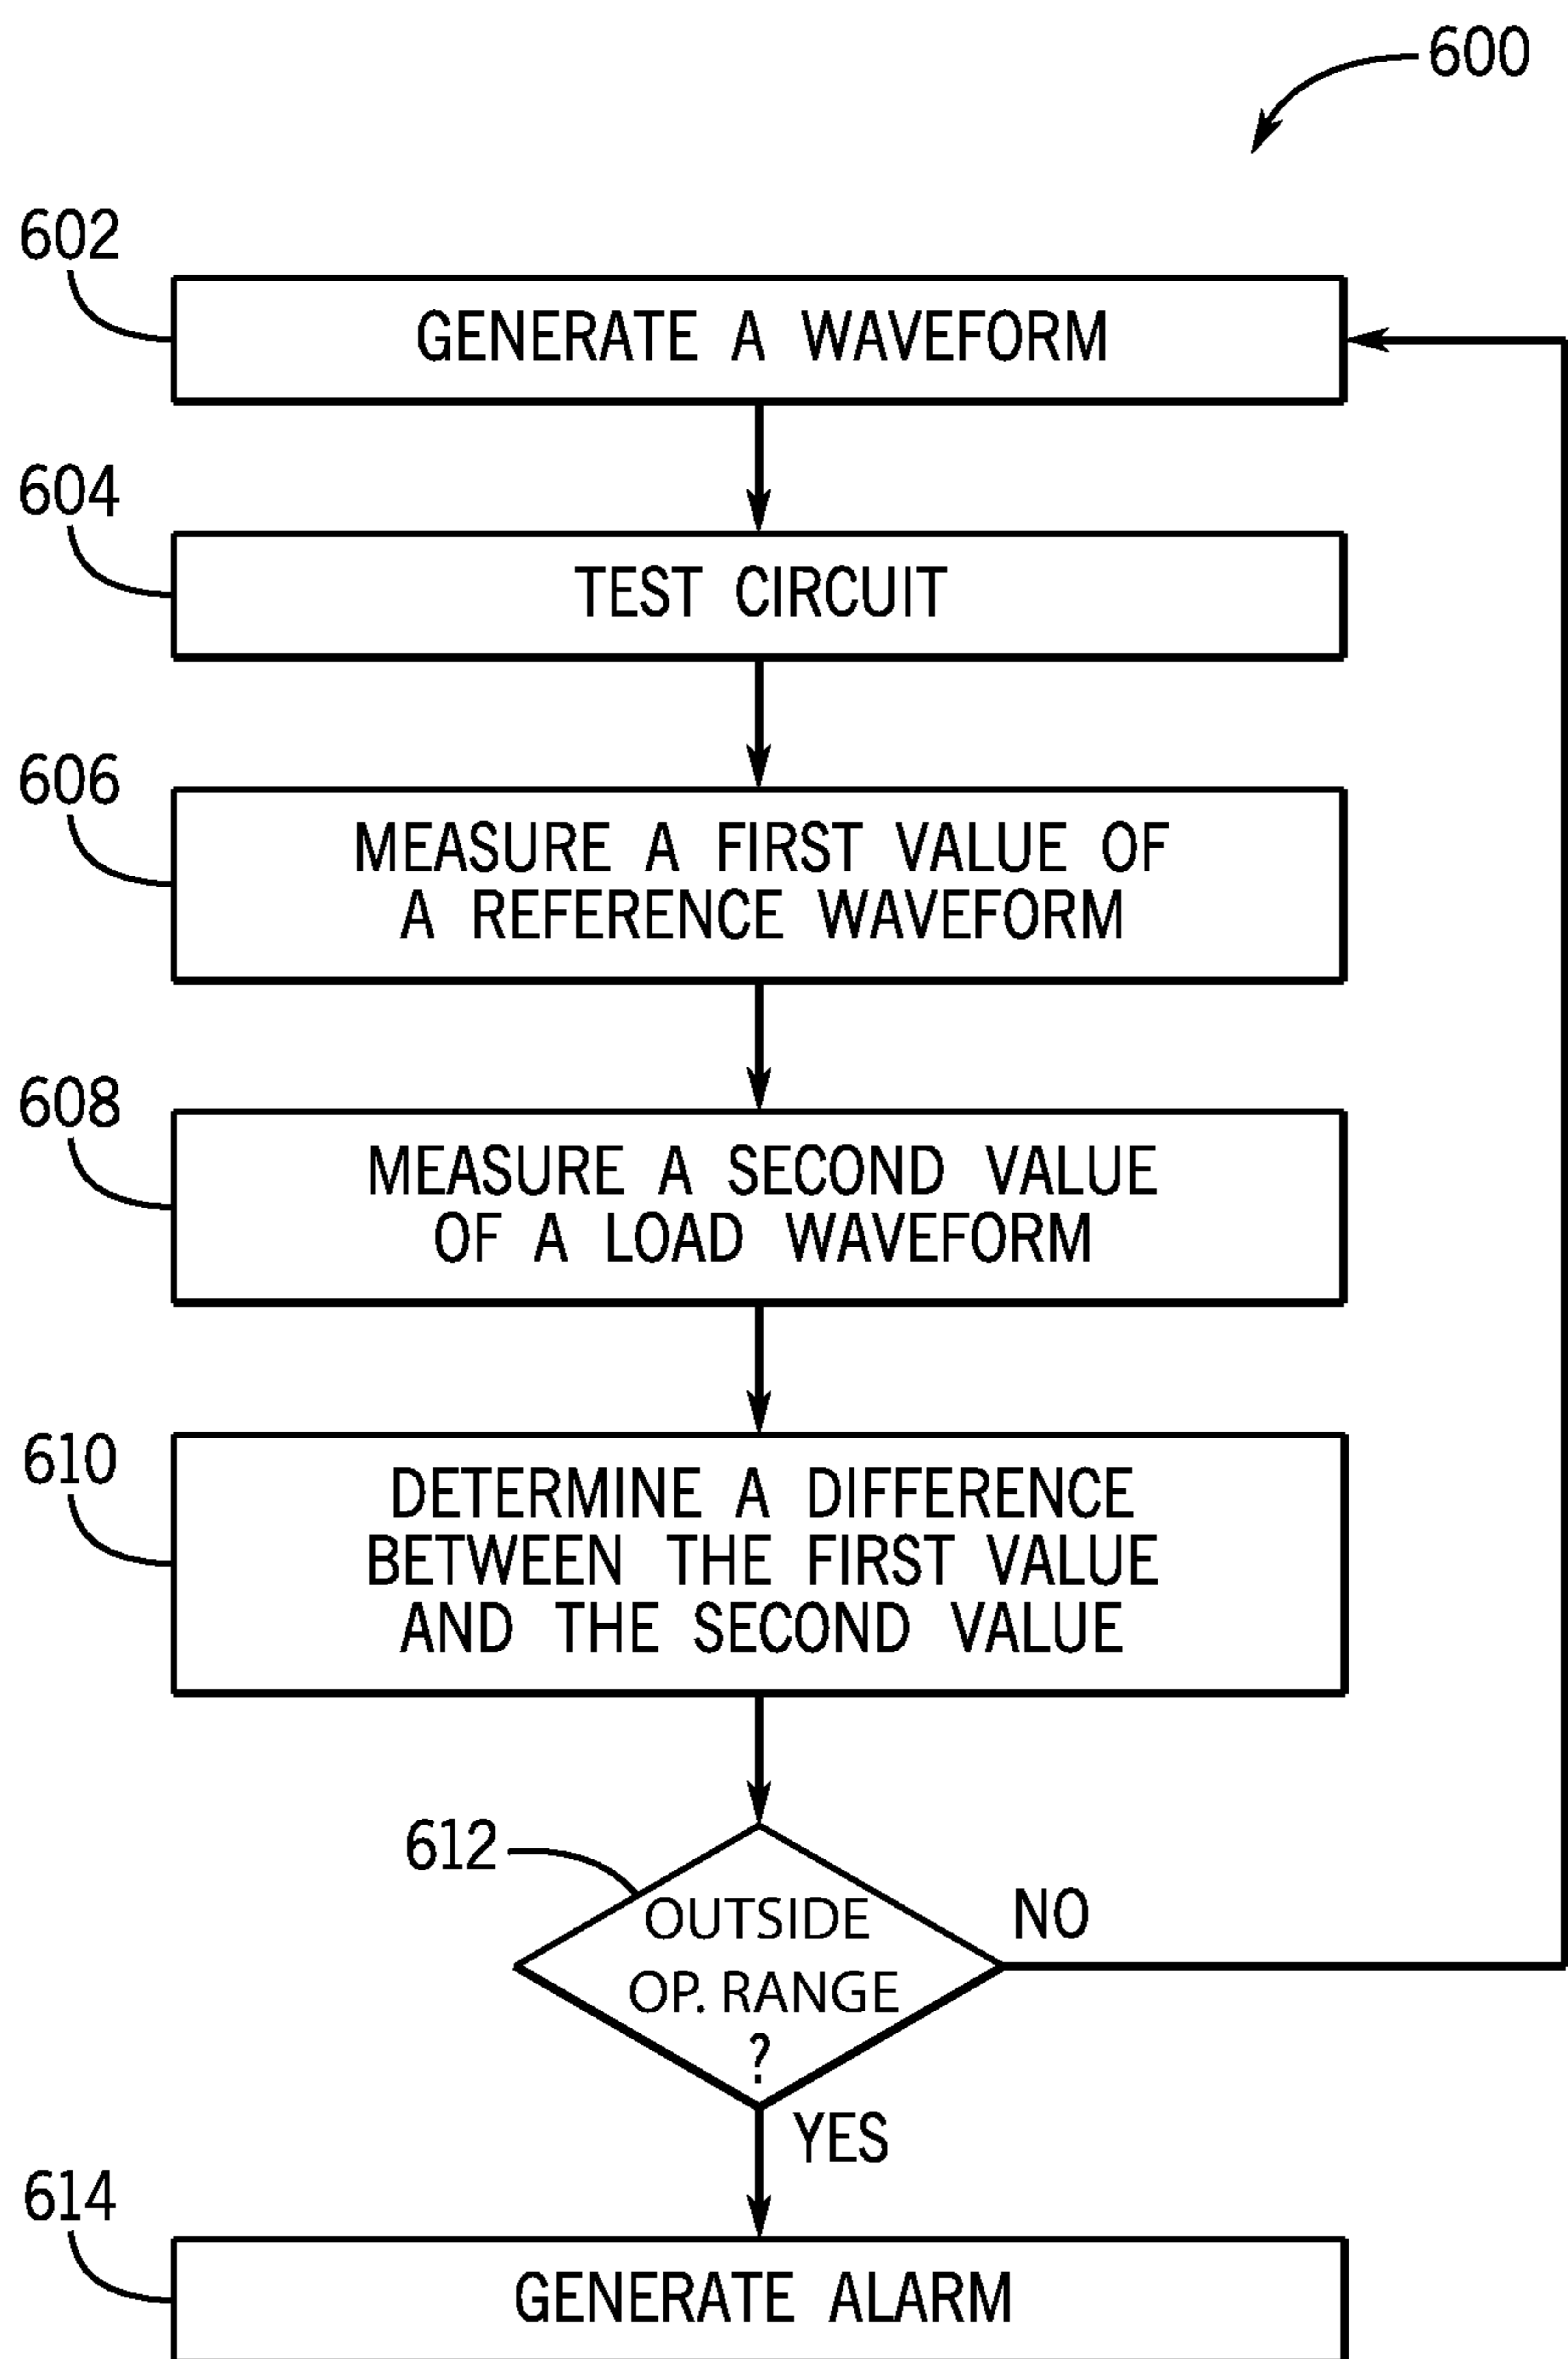 600
602
GENERATE A WAVEFORM
604
TEST CIRCUIT
606
MEASURE A FIRST VALUE OF
A REFERENCE WAVEFORM
608
MEASURE A SECOND VALUE
OF A LOAD WAVEFORM
610
DETERMINE A DIFFERENCE
BETWEEN THE FIRST VALUE
AND THE SECOND VALUE
612
OUTSIDE
OP. RANGE
?
NO
YES
614
GENERATE ALARM